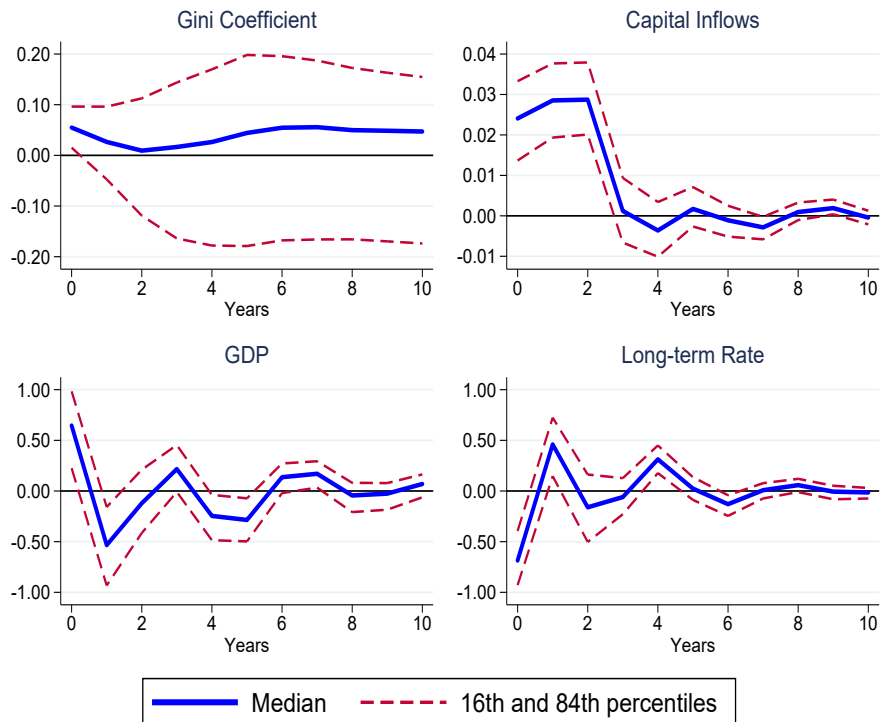 Gini Coefficient
0.20
0.10
0.00
-0.10
-0.20
0 2 4 6 8 10
Years
Capital Inflows
0.04
0.03
0.02
0.01
0.00
-0.01
0 2 4 6 8 10
Years
GDP
1.00
0.50
0.00
-0.50
-1.00
0 2 4 6 8 10
Years
Long-term Rate
1.00
0.50
0.00
-0.50
-1.00
0 2 4 6 8 10
Years
Median 16th and 84th percentiles